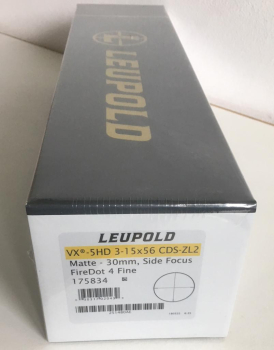 LEUPOLD
LEUPOLD
VX®-5HD 3-15x56 CDS-ZL2
Matte - 30mm, Side Focus
FireDot 4 Fine
175834